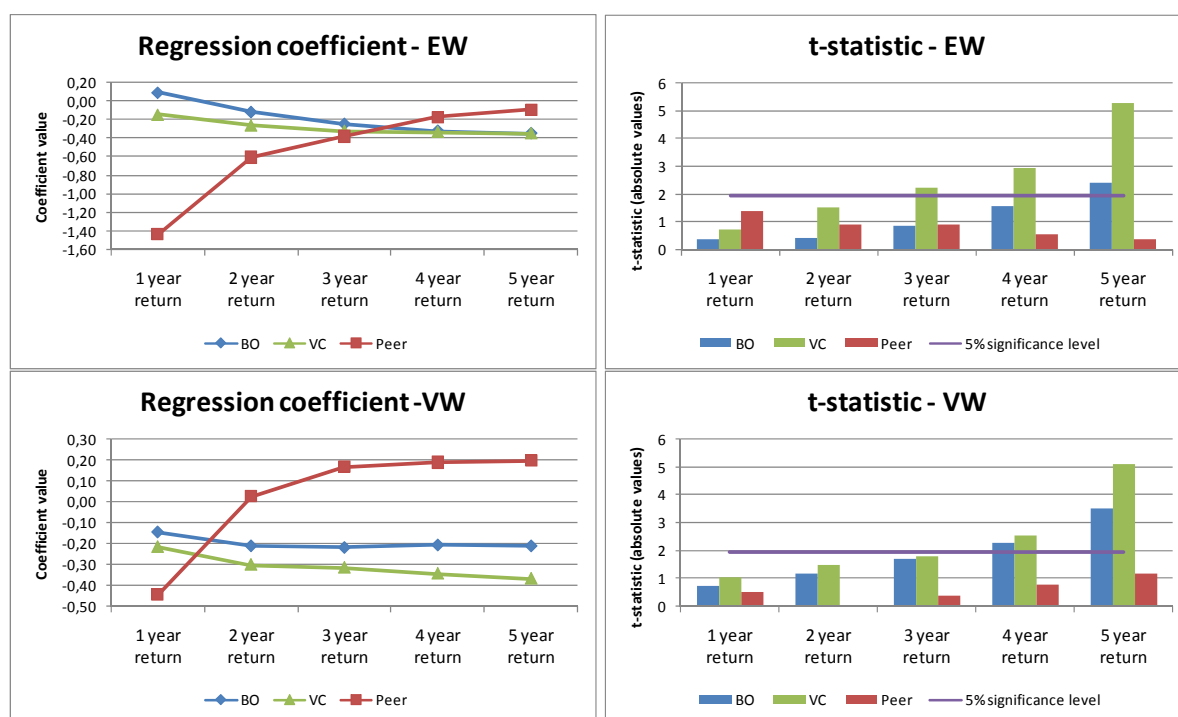 Regression coefficient - EW
Coefficient value
0,20
0,00
-0,20
-0,40
-0,60
-0,80
-1,00
-1,20
-1,40
-1,60
1 year return
2 year return
3 year return
4 year return
5 year return
BO VC Peer
t-statistic - EW
t-statistic (absolute values)
6
5
4
3
2
1
0
1 year return
2 year return
3 year return
4 year return
5 year return
BO VC Peer 5% significance level
Regression coefficient -VW
Coefficient value
0,30
0,20
0,10
0,00
-0,10
-0,20
-0,30
-0,40
-0,50
1 year return
2 year return
3 year return
4 year return
5 year return
BO VC Peer
t-statistic - VW
t-statistic (absolute values)
6
5
4
3
2
1
0
1 year return
2 year return
3 year return
4 year return
5 year return
BO VC Peer 5% significance level